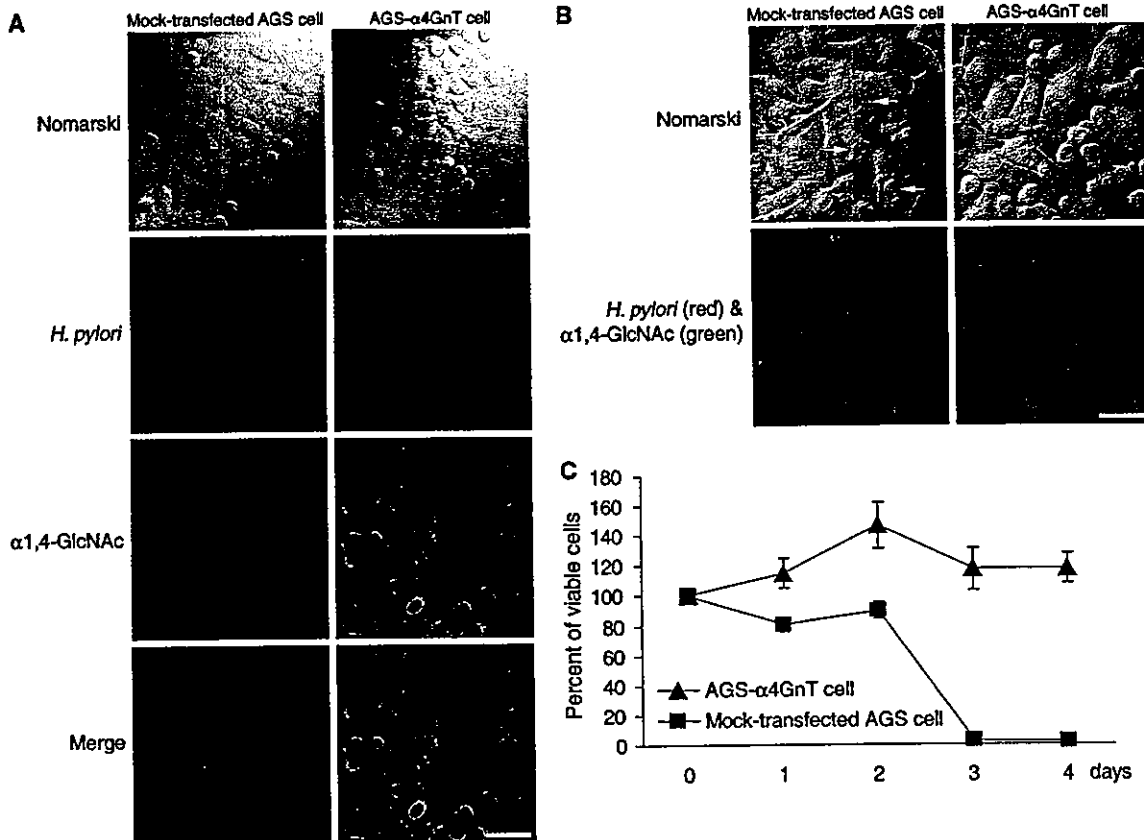 A
Mock-transfected AGS cell
AGS-α4GnT cell
Nomarski
H. pylori
α1,4-GlcNAc
Merge
B
Mock-transfected AGS cell
AGS-α4GnT cell
Nomarski
H. pylori (red) &
α1,4-GlcNAc (green)
C
Percent of viable cells
180
160
140
120
100
80
60
40
20
0
AGS-α4GnT cell
Mock-transfected AGS cell
0 1 2 3 4 days